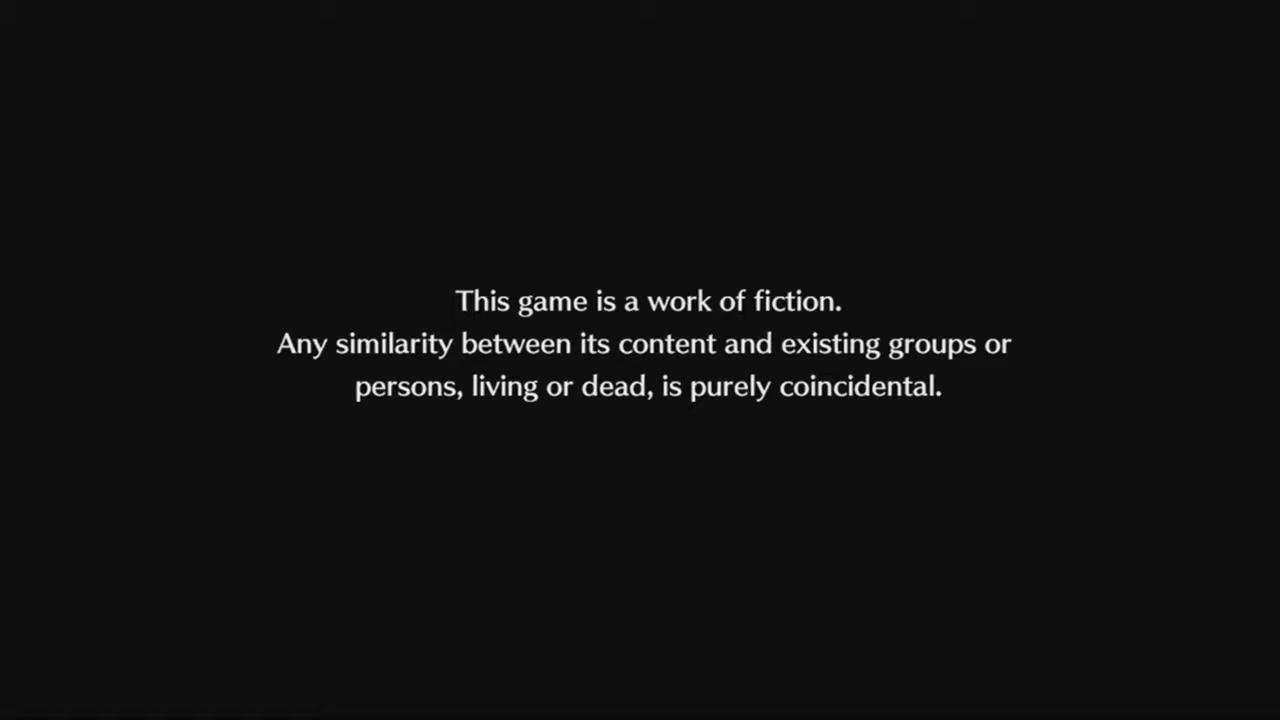 This game is a work of fiction.
Any similarity between its content and existing groups or
persons, living or dead, is purely coincidental.